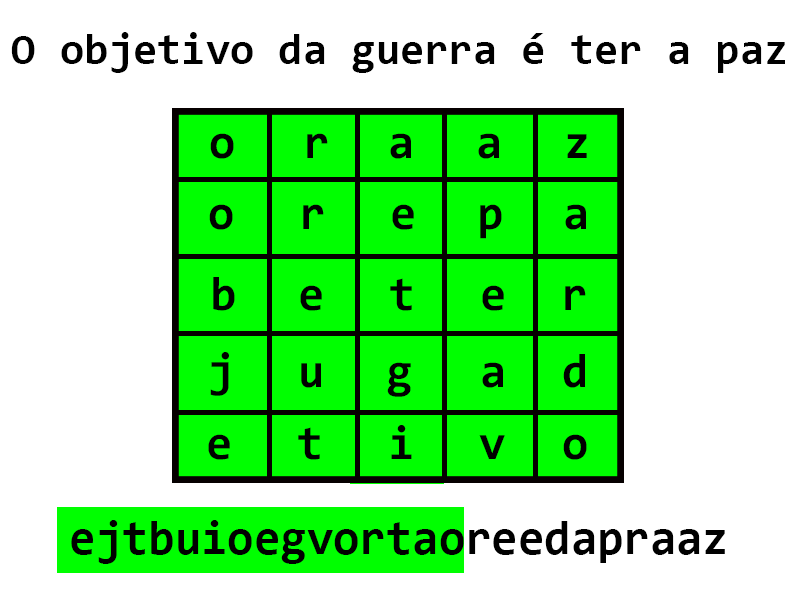 O objetivo da guerra é ter a paz
o r a a z
o r e p a
b e t e r
j u g a d
e t i v o
ejtbuioegvortaoreedapraaz